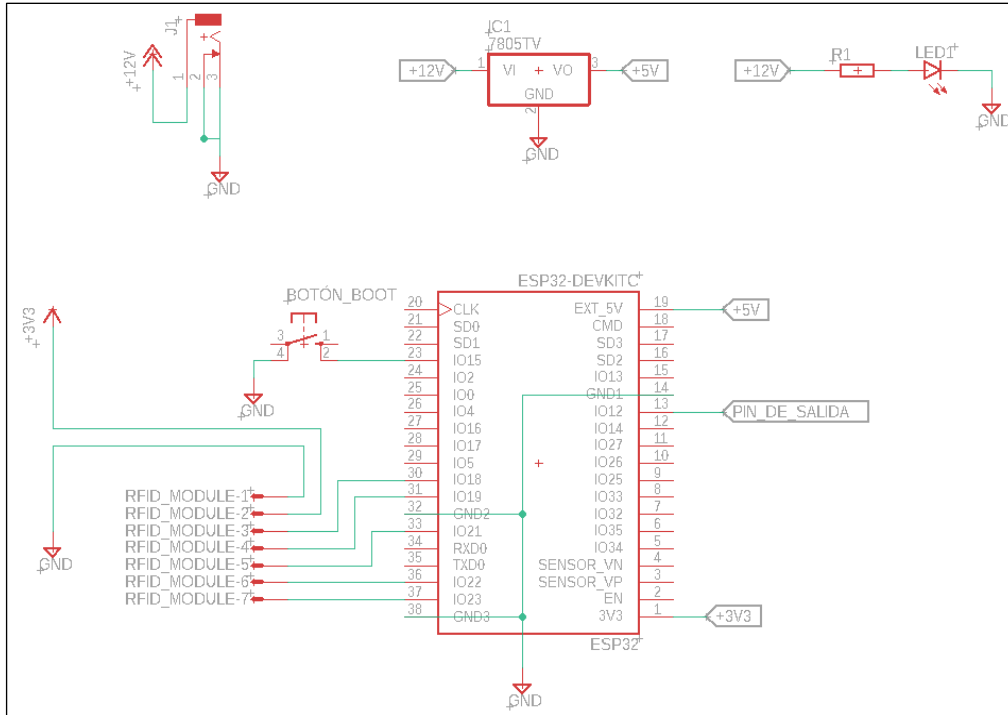 J1
+12V
1
2
3
GND
IC1
7805TV
+12V
1
VI
VO
3
+5V
GND
2
GND
+12V
R1
LED1
GND
+3V3
BOTÓN_BOOT
3
1
4
2
GND
ESP32-DEVKITC
20 CLK
21 SD0
22 SD1
23 IO15
24 IO2
25 IO0
26 IO4
27 IO16
28 IO17
29 IO5
30 IO18
31 IO19
32 GND2
33 IO21
34 RXD0
35 TXD0
36 IO22
37 IO23
38 GND3
EXT_5V 19
CMD 18
SD3 17
SD2 16
IO13 15
GND1 14
IO12 13
IO14 12
IO27 11
IO26 10
IO25 9
IO33 8
IO32 7
IO35 6
IO34 5
SENSOR_VN 4
SENSOR_VP 3
EN 2
3V3 1
+5V
PIN_DE_SALIDA
+3V3
ESP32
GND
RFID_MODULE-1
RFID_MODULE-2
RFID_MODULE-3
RFID_MODULE-4
RFID_MODULE-5
RFID_MODULE-6
RFID_MODULE-7
GND